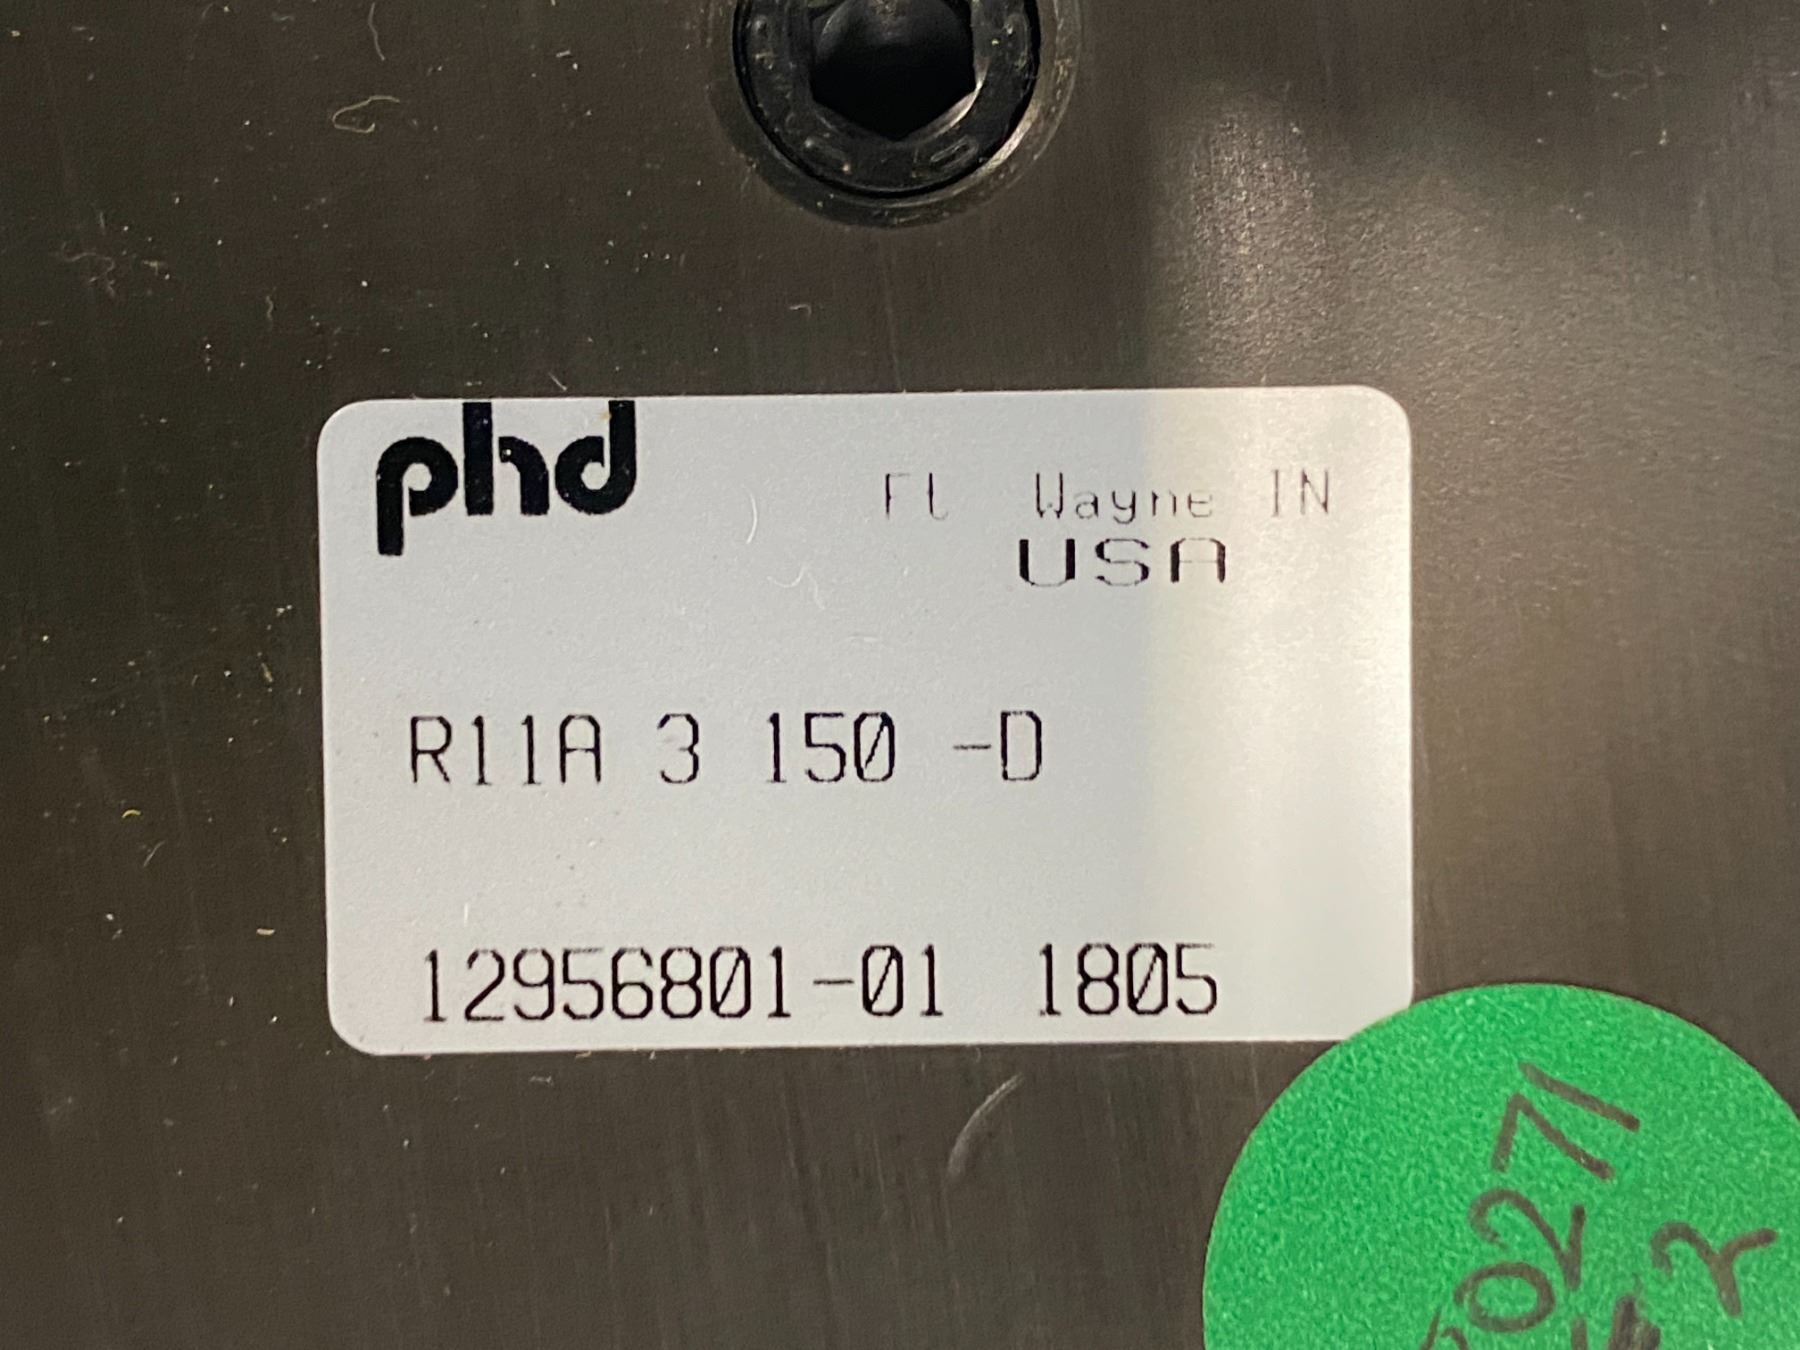 phd
Ft Wayne IN
USA
R11A 3 150 -D
12956801-01 1805